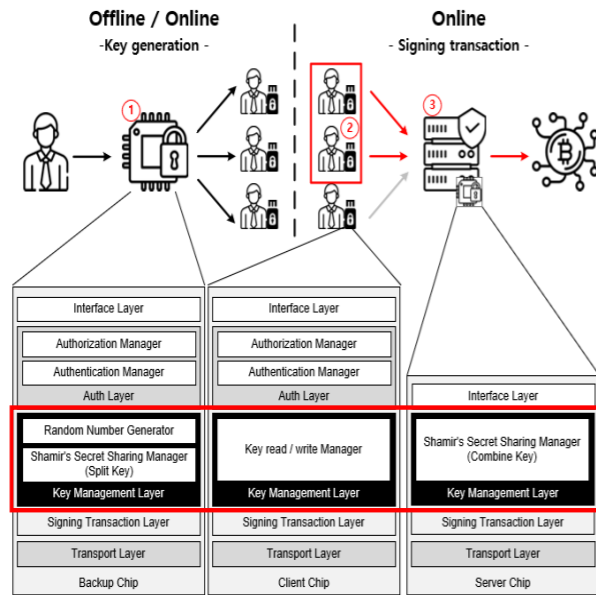 Offline / Online
-Key generation -
Online
- Signing transaction -
①
②
③
Interface Layer
Authorization Manager
Authentication Manager
Auth Layer
Random Number Generator
Shamir's Secret Sharing Manager
(Split Key)
Key Management Layer
Signing Transaction Layer
Transport Layer
Backup Chip
Interface Layer
Authorization Manager
Authentication Manager
Auth Layer
Key read / write Manager
Key Management Layer
Signing Transaction Layer
Transport Layer
Client Chip
Interface Layer
Shamir's Secret Sharing Manager
(Combine Key)
Key Management Layer
Signing Transaction Layer
Transport Layer
Server Chip